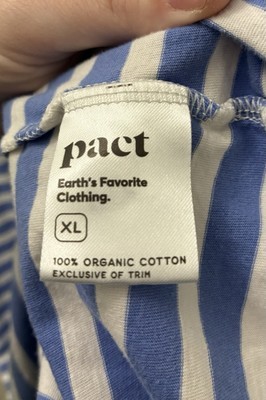 pact
Earth's Favorite
Clothing.
XL
100% ORGANIC COTTON
EXCLUSIVE OF TRIM